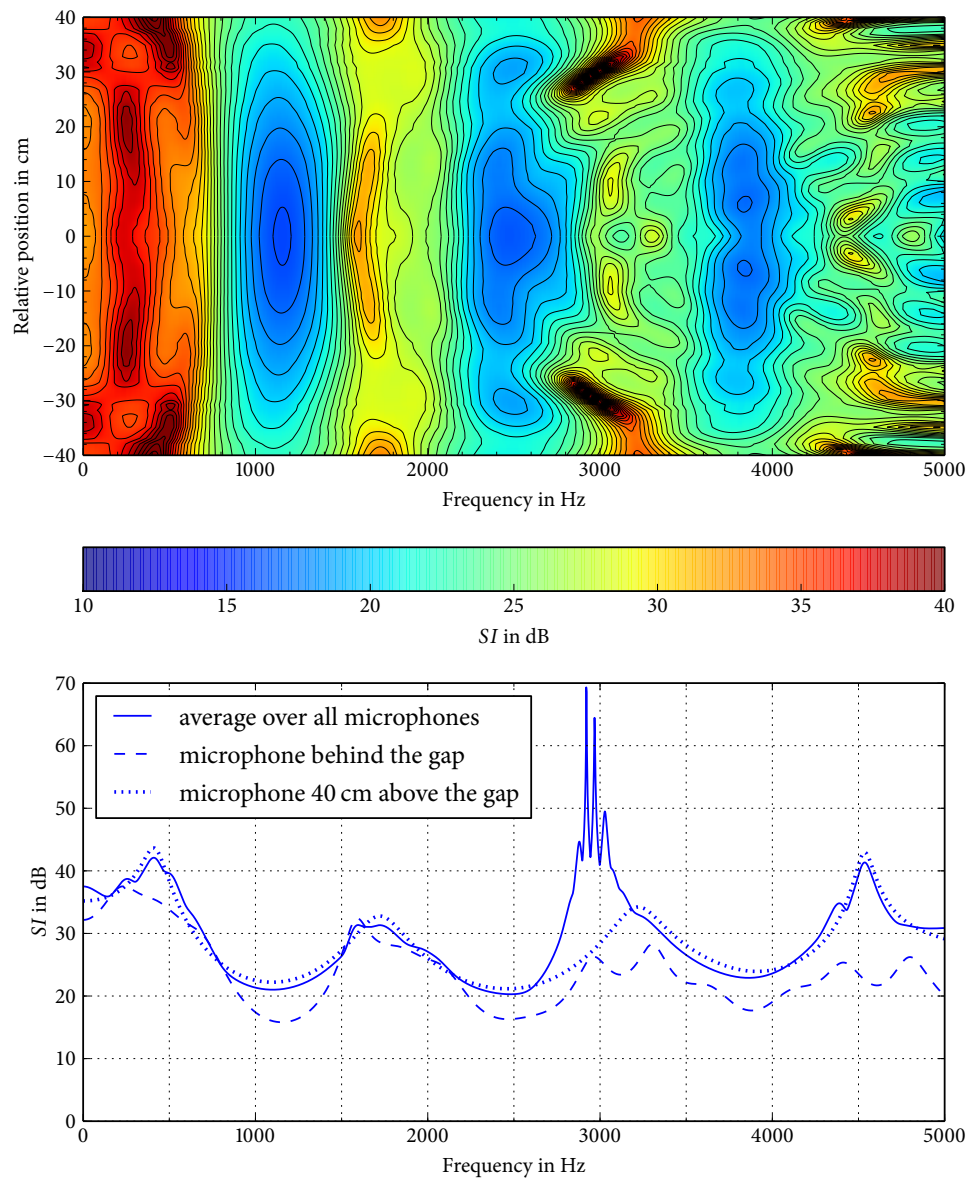 40
30
20
10
0
−10
−20
−30
−40
Relative position in cm
0 1000 2000 3000 4000 5000
Frequency in Hz
10 15 20 25 30 35 40
SI in dB
70
60
50
40
30
20
10
0
SI in dB
average over all microphones
microphone behind the gap
microphone 40 cm above the gap
0 1000 2000 3000 4000 5000
Frequency in Hz